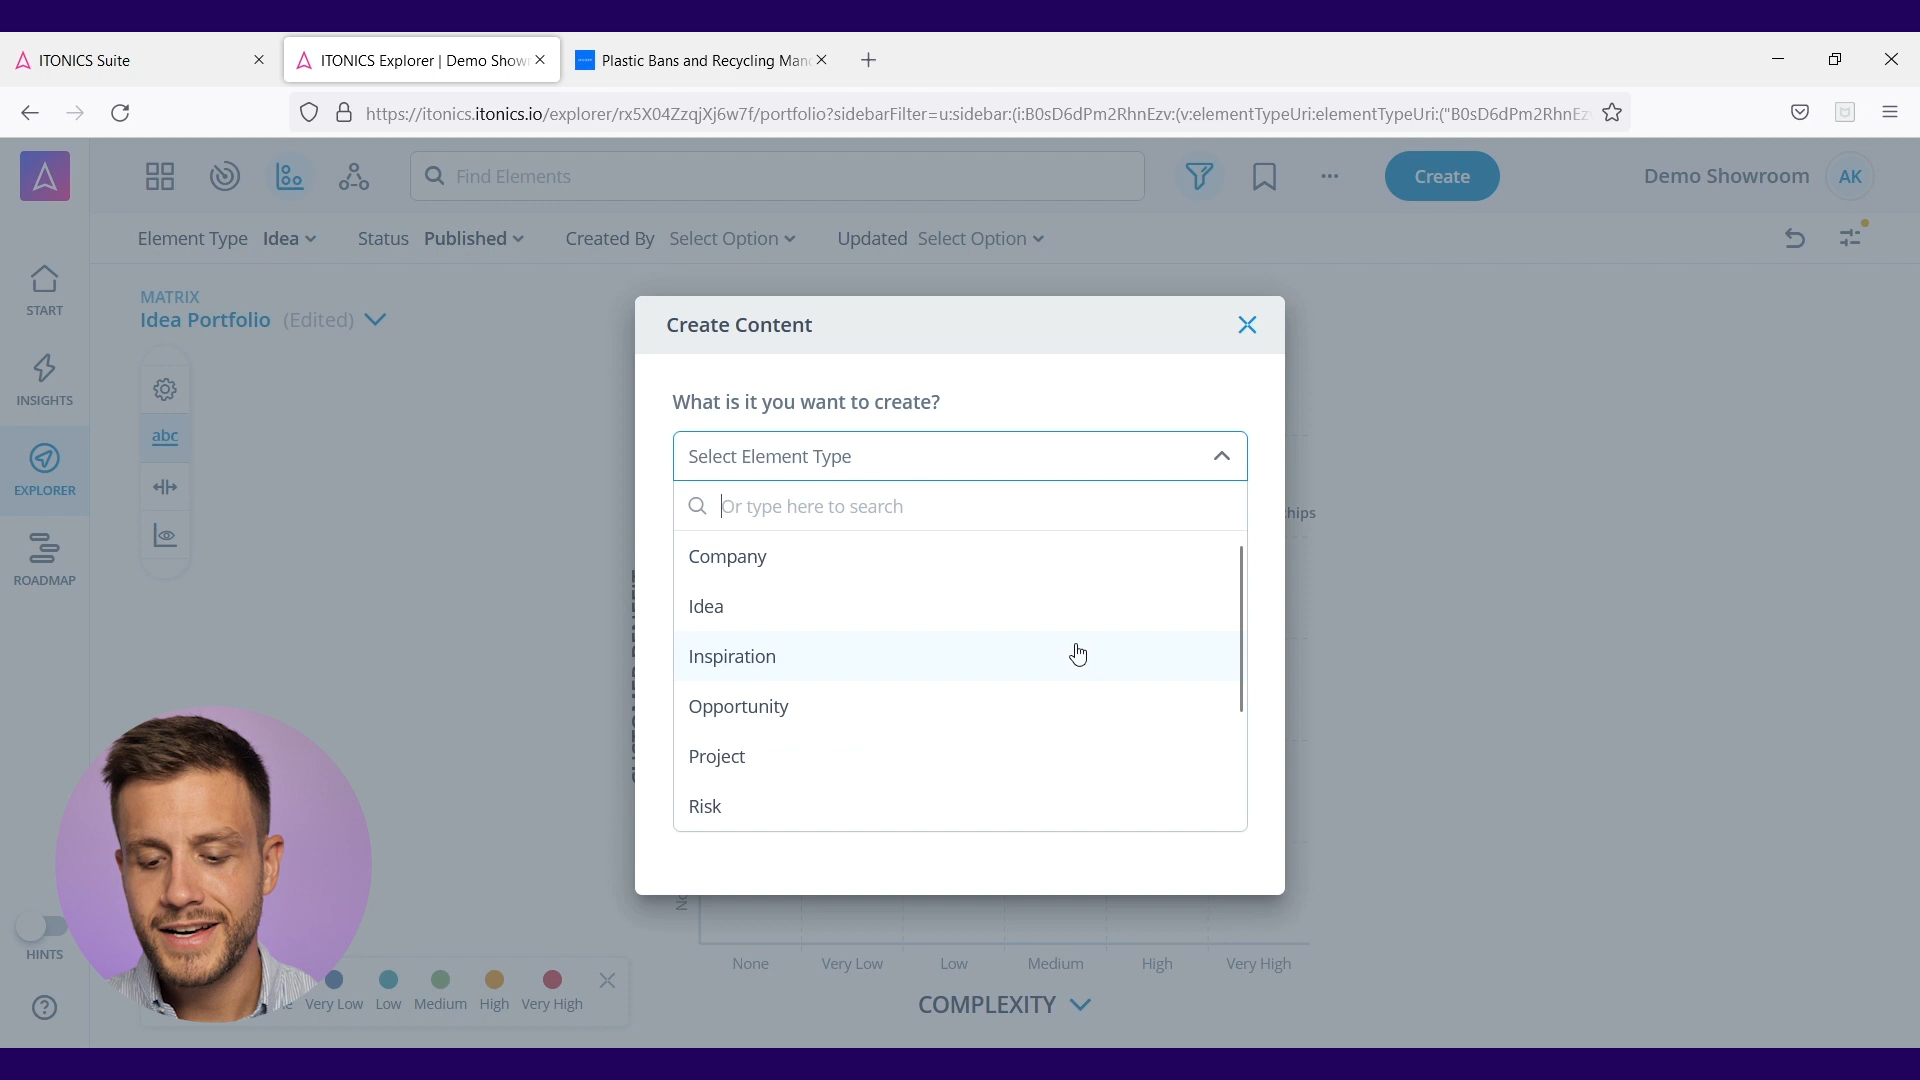 ITONICS Suite
ITONICS Explorer | Demo Show
Plastic Bans and Recycling Man
https://itonics.itonics.io/explorer/rx5X04ZzqjXj6w7f/portfolio?sidebarFilter=u:sidebar:(i:B0sD6dPm2RhnEzv:(v:elementTypeUri:elementTypeUri:("B0sD6dPm2RhnEz
Find Elements
Create
Demo Showroom
AK
Element Type Idea
Status Published
Created By Select Option
Updated Select Option
START
INSIGHTS
EXPLORER
ROADMAP
HINTS
MATRIX
Idea Portfolio (Edited)
abc
Create Content
What is it you want to create?
Select Element Type
Or type here to search
Company
Idea
Inspiration
Opportunity
Project
Risk
hips
None
Very Low
Low
Medium
High
Very High
COMPLEXITY
Very Low
Low
Medium
High
Very High